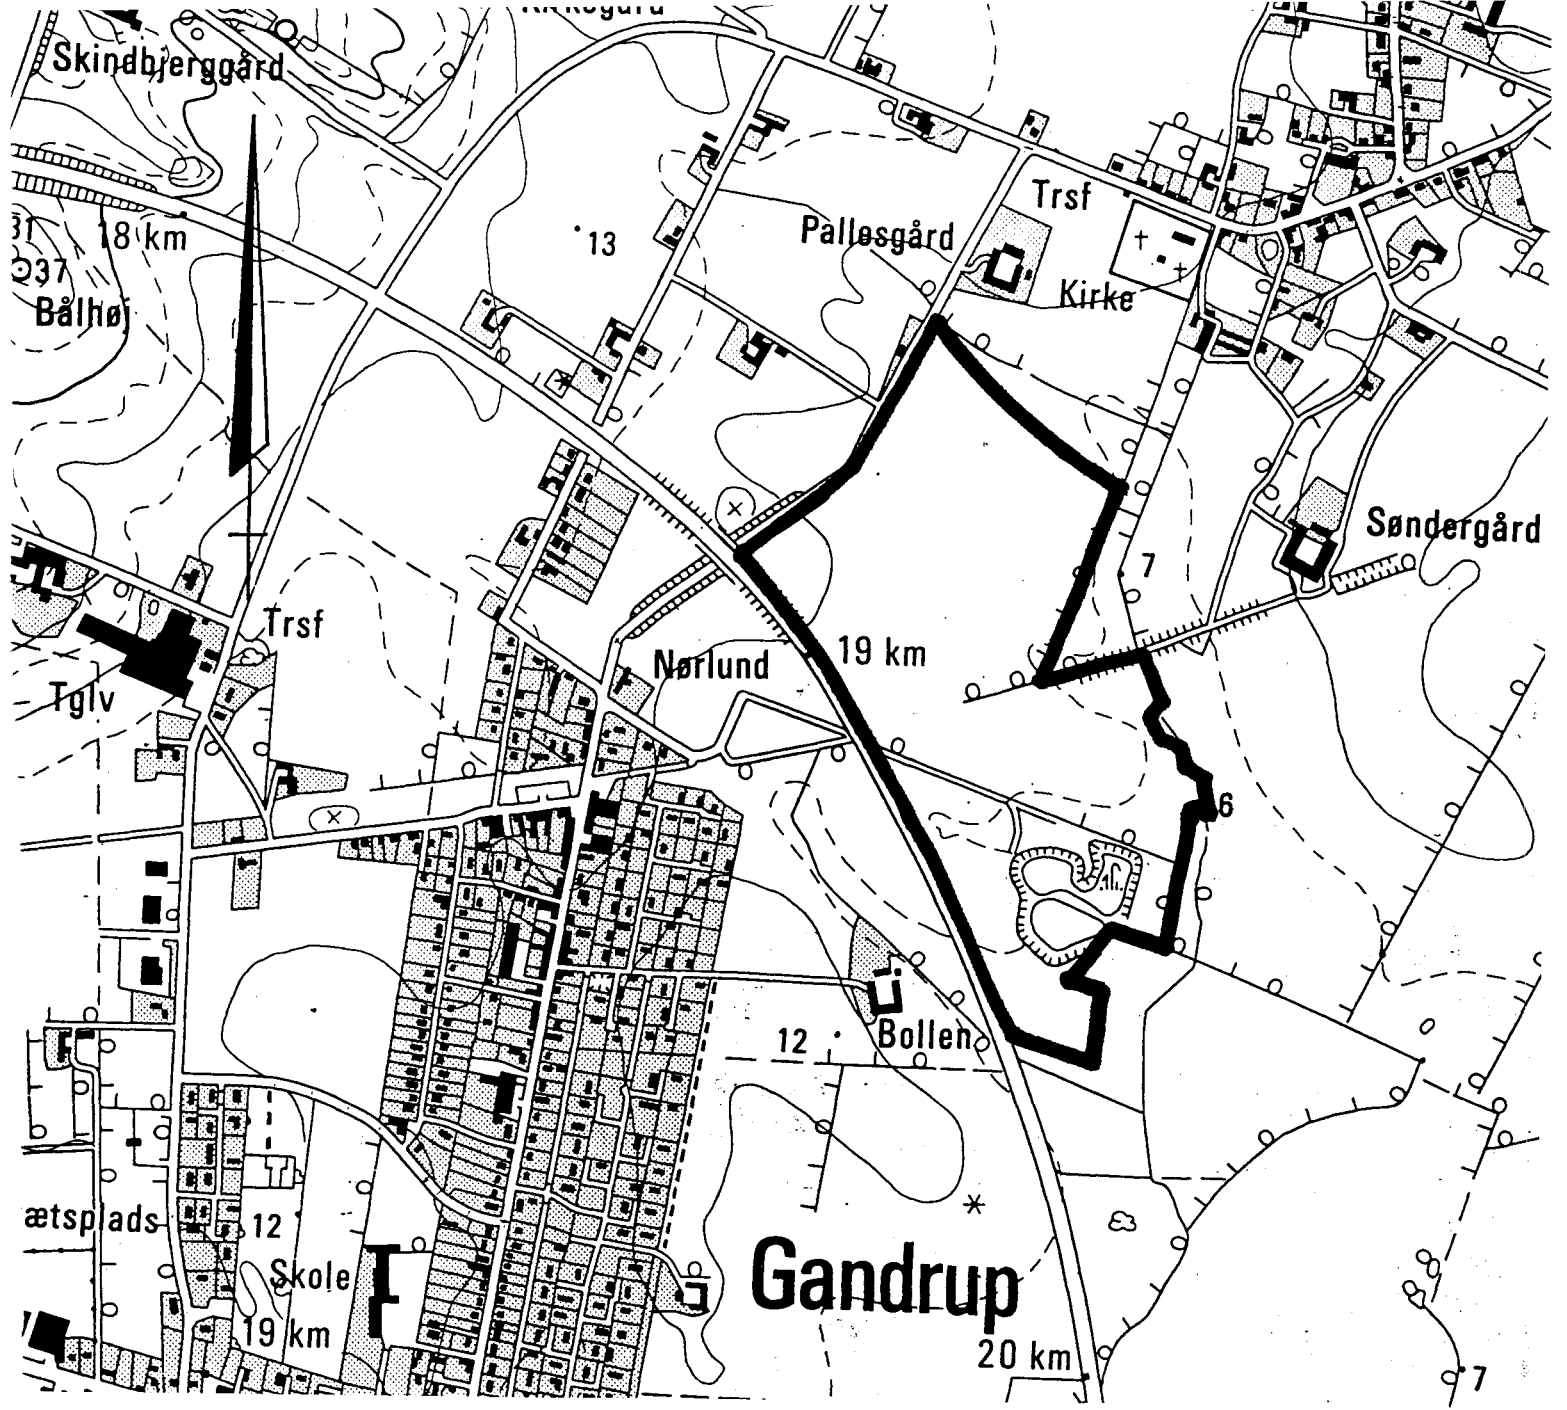 Skindbjerggård
18 km
13
Pallesgård
Trsf
Kirke
37
Bålhøj
Søndergård
7
Trsf
Tglv
Nørlund
19 km
6
12
Bollen
ætsplads
12
Skole
19 km
Gandrup
20 km
7